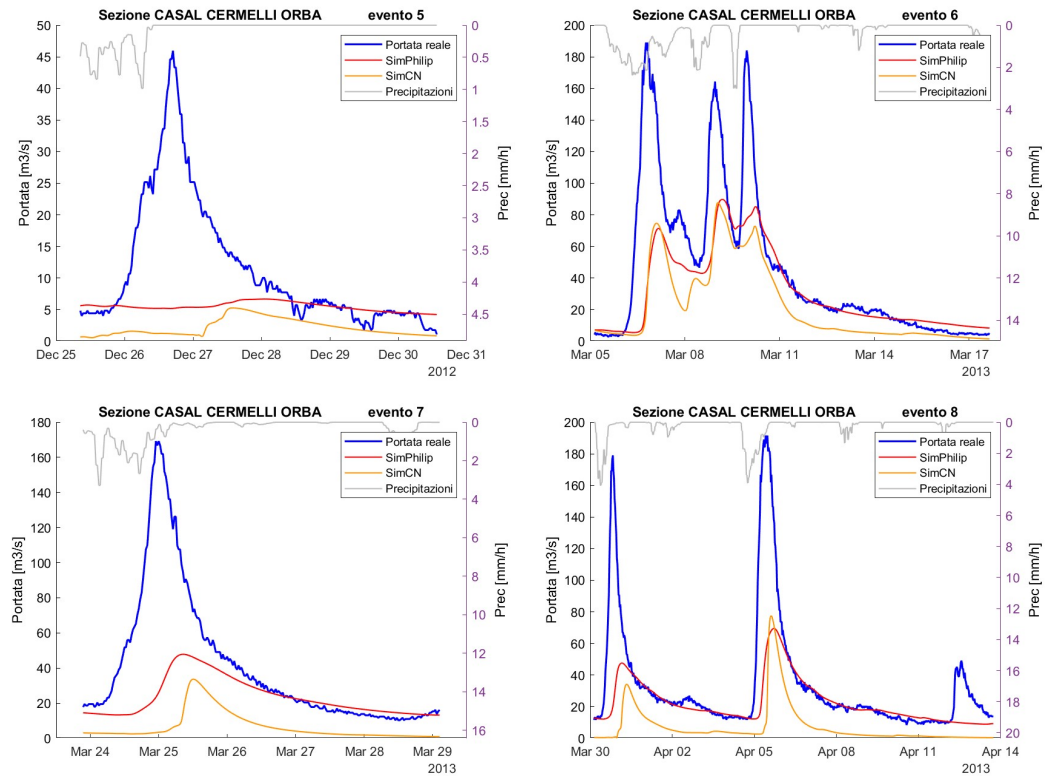 Sezione CASAL CERMELLI ORBA evento 5
50
45
40
35
30
25
20
15
10
5
0
Portata [m3/s]
0
0.5
1
1.5
2
2.5
3
3.5
4
4.5
Prec [mm/h]
Portata reale
SimPhilip
SimCN
Precipitazioni
Dec 25 Dec 26 Dec 27 Dec 28 Dec 29 Dec 30 Dec 31
2012
Sezione CASAL CERMELLI ORBA evento 6
200
180
160
140
120
100
80
60
40
20
0
Portata [m3/s]
0
2
4
6
8
10
12
14
Prec [mm/h]
Portata reale
SimPhilip
SimCN
Precipitazioni
Mar 05 Mar 08 Mar 11 Mar 14 Mar 17
2013
Sezione CASAL CERMELLI ORBA evento 7
180
160
140
120
100
80
60
40
20
0
Portata [m3/s]
0
2
4
6
8
10
12
14
16
Prec [mm/h]
Portata reale
SimPhilip
SimCN
Precipitazioni
Mar 24 Mar 25 Mar 26 Mar 27 Mar 28 Mar 29
2013
Sezione CASAL CERMELLI ORBA evento 8
200
180
160
140
120
100
80
60
40
20
0
Portata [m3/s]
0
2
4
6
8
10
12
14
16
18
20
Prec [mm/h]
Portata reale
SimPhilip
SimCN
Precipitazioni
Mar 30 Apr 02 Apr 05 Apr 08 Apr 11 Apr 14
2013